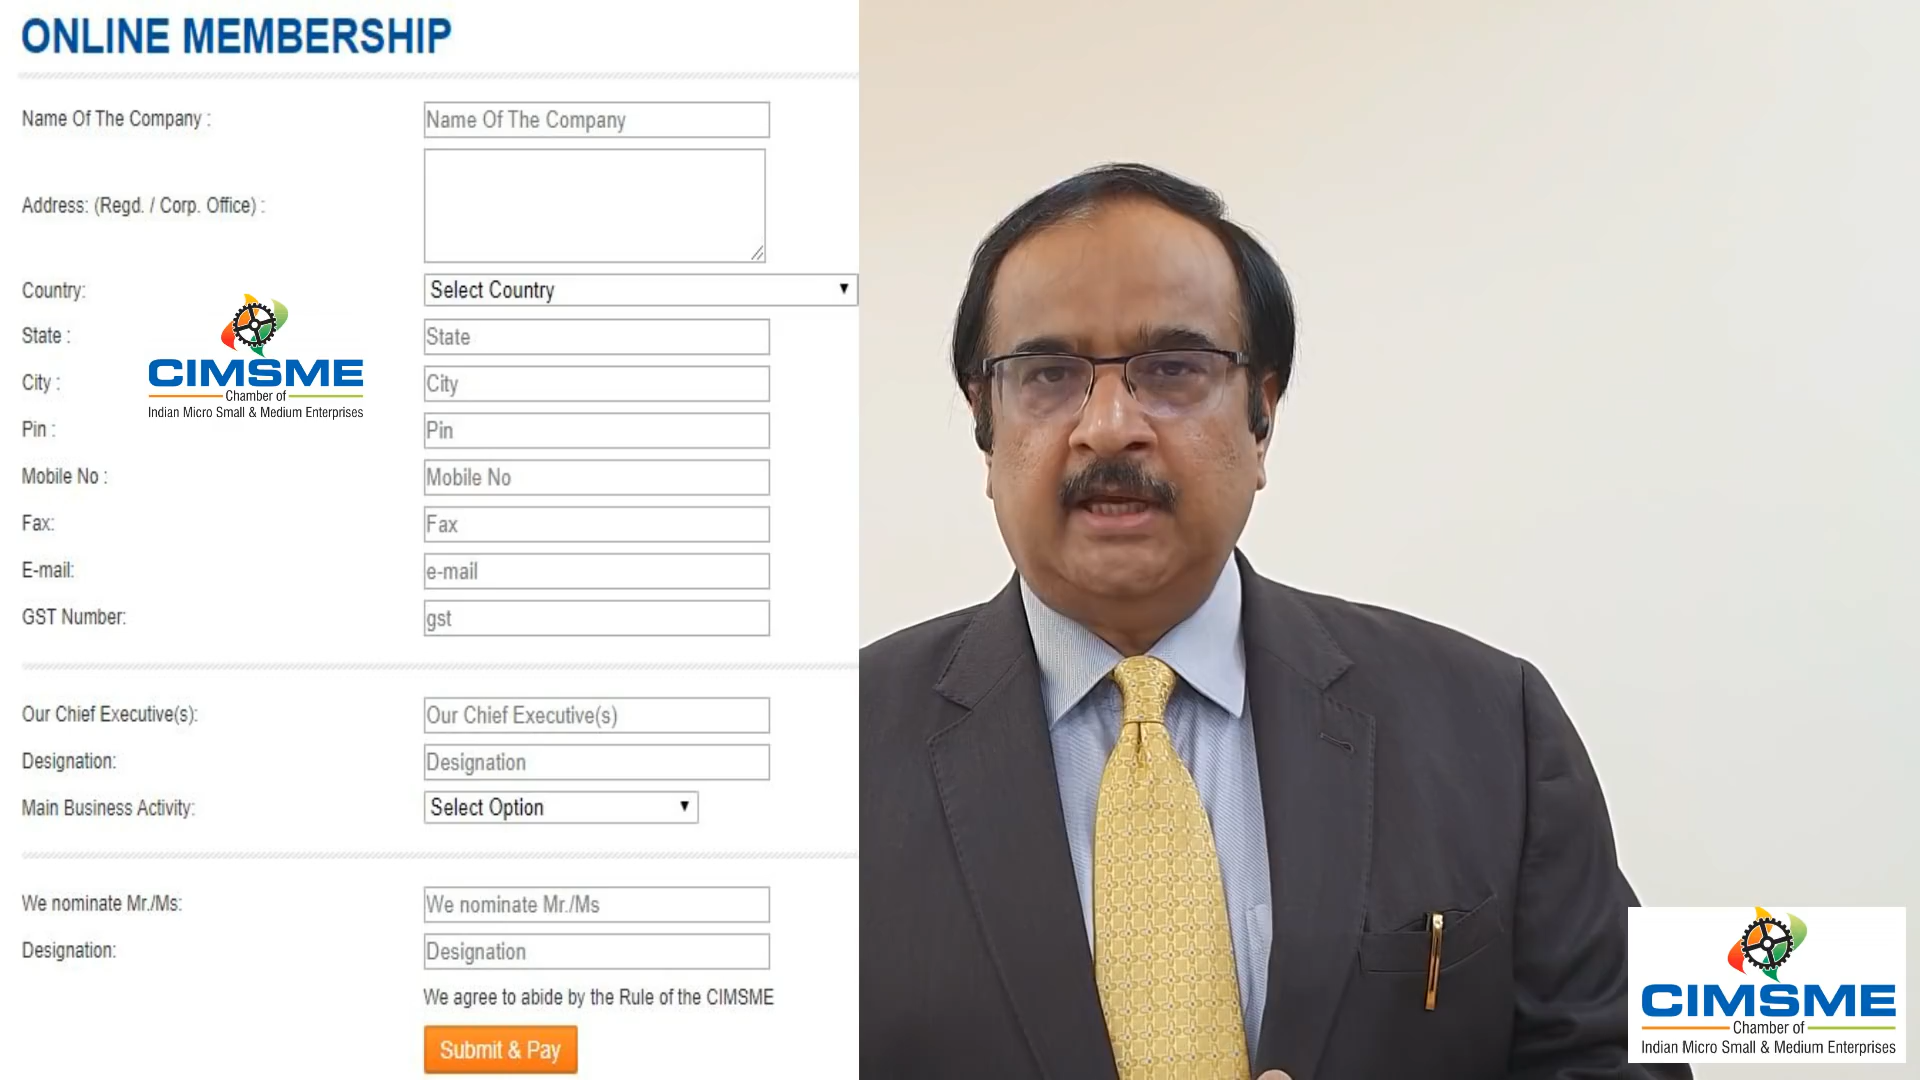 ONLINE MEMBERSHIP
Name Of The Company :
Name Of The Company
Address: (Regd. / Corp. Office) :
Country:
Select Country
State :
State
City :
City
Pin :
Pin
Mobile No :
Mobile No
Fax:
Fax
E-mail:
e-mail
GST Number:
gst
CIMSME
Chamber of
Indian Micro Small & Medium Enterprises
Our Chief Executive(s):
Our Chief Executive(s)
Designation:
Designation
Main Business Activity:
Select Option
We nominate Mr./Ms:
We nominate Mr./Ms
Designation:
Designation
We agree to abide by the Rule of the CIMSME
Submit & Pay
CIMSME
Chamber of
Indian Micro Small & Medium Enterprises